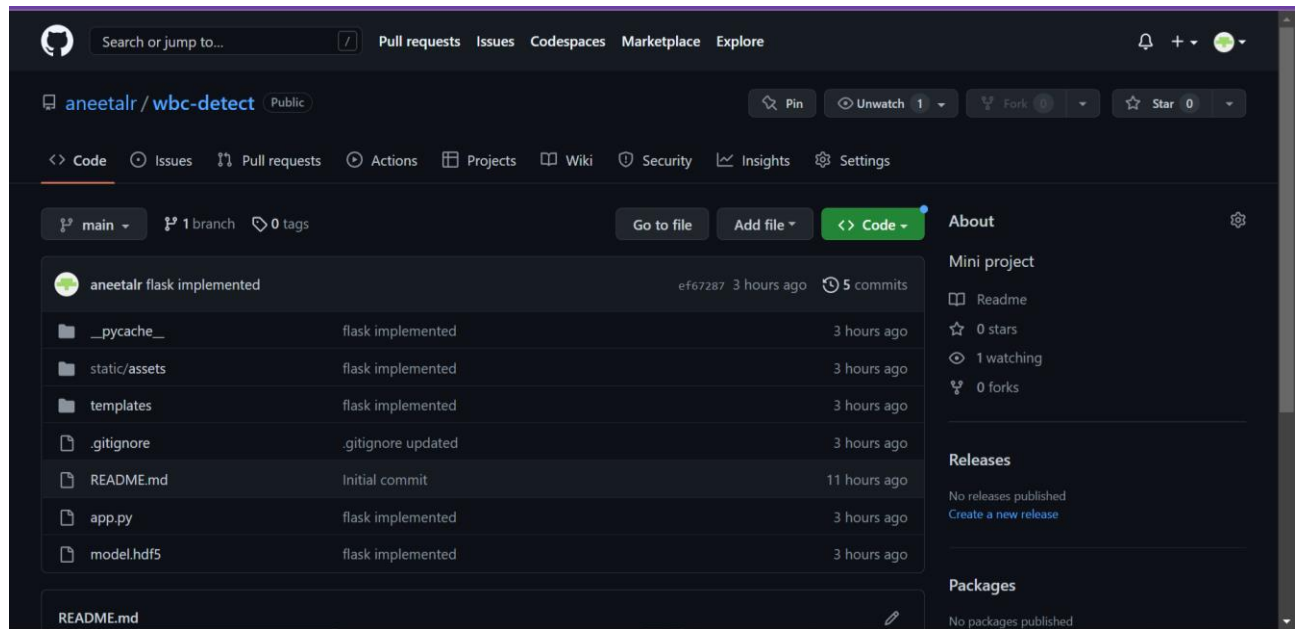 Search or jump to... / Pull requests Issues Codespaces Marketplace Explore
aneetalr / wbc-detect Public
Pin Unwatch 1 Fork 0 Star 0
Code Issues Pull requests Actions Projects Wiki Security Insights Settings
main 1 branch 0 tags Go to file Add file Code
aneetalr flask implemented ef67287 3 hours ago 5 commits
__pycache__ flask implemented 3 hours ago
static/assets flask implemented 3 hours ago
templates flask implemented 3 hours ago
.gitignore .gitignore updated 3 hours ago
README.md Initial commit 11 hours ago
app.py flask implemented 3 hours ago
model.hdf5 flask implemented 3 hours ago
README.md
About
Mini project
Readme
0 stars
1 watching
0 forks
Releases
No releases published
Create a new release
Packages
No packages published